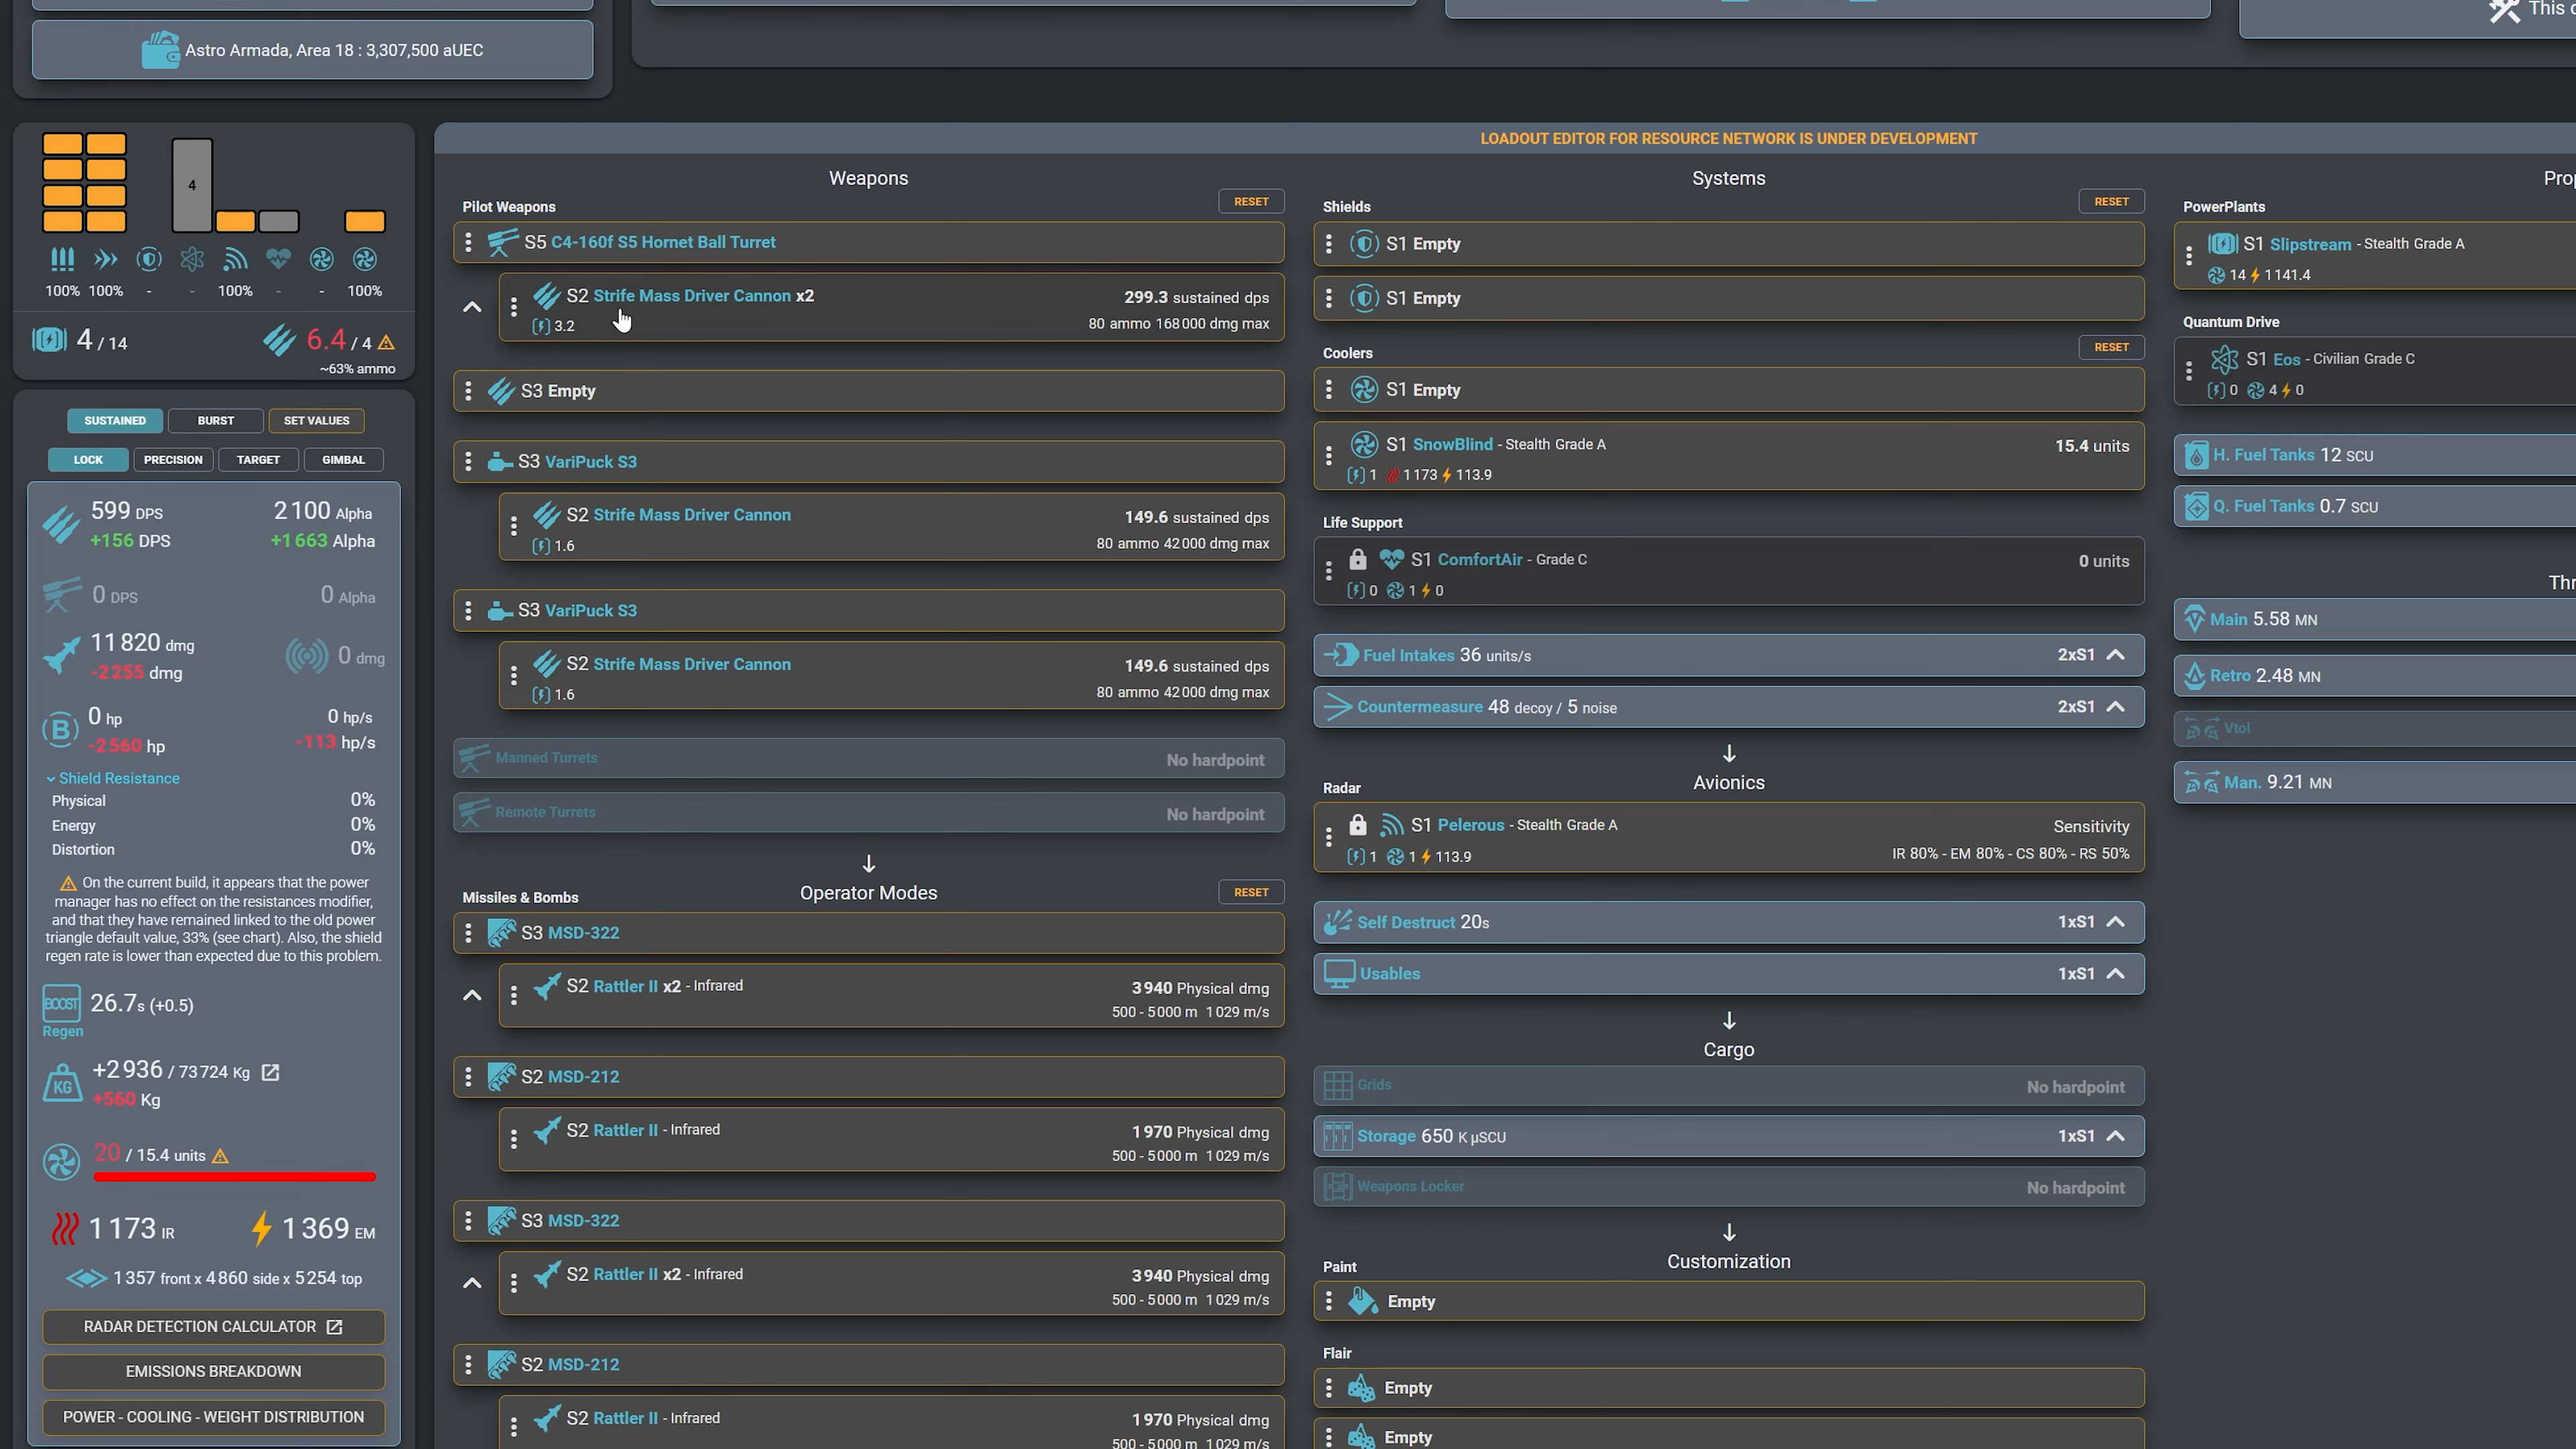 Astro Armada, Area 18 : 3,307,500 aUEC
This
4
100% 100% - - 100% - - 100%
4 / 14
6.4 / 4
~63% ammo
SUSTAINED BURST SET VALUES
LOCK PRECISION TARGET GIMBAL
599 DPS 2 100 Alpha
+156 DPS +1 663 Alpha
0 DPS 0 Alpha
11 820 dmg 0 dmg
-2 255 dmg
B
0 hp 0 hp/s
-2 560 hp -113 hp/s
Shield Resistance
Physical 0%
Energy 0%
Distortion 0%
On the current build, it appears that the power
manager has no effect on the resistances modifier,
and that they have remained linked to the old power
triangle default value, 33% (see chart). Also, the shield
regen rate is lower than expected due to this problem.
BOOST 26.7s (+0.5)
Regen
KG +2 936 / 73 724 Kg
+560 Kg
20 / 15.4 units
1 173 IR 1 369 EM
1 357 front x 4 860 side x 5 254 top
RADAR DETECTION CALCULATOR
EMISSIONS BREAKDOWN
POWER - COOLING - WEIGHT DISTRIBUTION
LOADOUT EDITOR FOR RESOURCE NETWORK IS UNDER DEVELOPMENT
Weapons
Pilot Weapons RESET
S5 C4-160f S5 Hornet Ball Turret
S2 Strife Mass Driver Cannon x2 299.3 sustained dps
3.2 80 ammo 168 000 dmg max
S3 Empty
S3 VariPuck S3
S2 Strife Mass Driver Cannon 149.6 sustained dps
1.6 80 ammo 42 000 dmg max
S3 VariPuck S3
S2 Strife Mass Driver Cannon 149.6 sustained dps
1.6 80 ammo 42 000 dmg max
Manned Turrets No hardpoint
Remote Turrets No hardpoint
Operator Modes
Missiles & Bombs RESET
S3 MSD-322
S2 Rattler II x2 - Infrared 3 940 Physical dmg
500 - 5 000 m 1 029 m/s
S2 MSD-212
S2 Rattler II - Infrared 1 970 Physical dmg
500 - 5 000 m 1 029 m/s
S3 MSD-322
S2 Rattler II x2 - Infrared 3 940 Physical dmg
500 - 5 000 m 1 029 m/s
S2 MSD-212
S2 Rattler II - Infrared 1 970 Physical dmg
500 - 5 000 m 1 029 m/s
Systems
Shields RESET
S1 Empty
S1 Empty
Coolers RESET
S1 Empty
S1 SnowBlind - Stealth Grade A 15.4 units
1 1 173 113.9
Life Support
S1 ComfortAir - Grade C 0 units
0 1 0
Fuel Intakes 36 units/s 2xS1
Countermeasure 48 decoy / 5 noise 2xS1
Avionics
Radar
S1 Pelerous - Stealth Grade A Sensitivity
1 1 113.9 IR 80% - EM 80% - CS 80% - RS 50%
Self Destruct 20s 1xS1
Usables 1xS1
Cargo
Grids No hardpoint
Storage 650 K µSCU 1xS1
Weapons Locker No hardpoint
Customization
Paint
Empty
Flair
Empty
Empty
PowerPlants
S1 Slipstream - Stealth Grade A
14 1 141.4
Quantum Drive
S1 Eos - Civilian Grade C
0 4 0
H. Fuel Tanks 12 SCU
Q. Fuel Tanks 0.7 SCU
Main 5.58 MN
Retro 2.48 MN
Vtol
Man. 9.21 MN